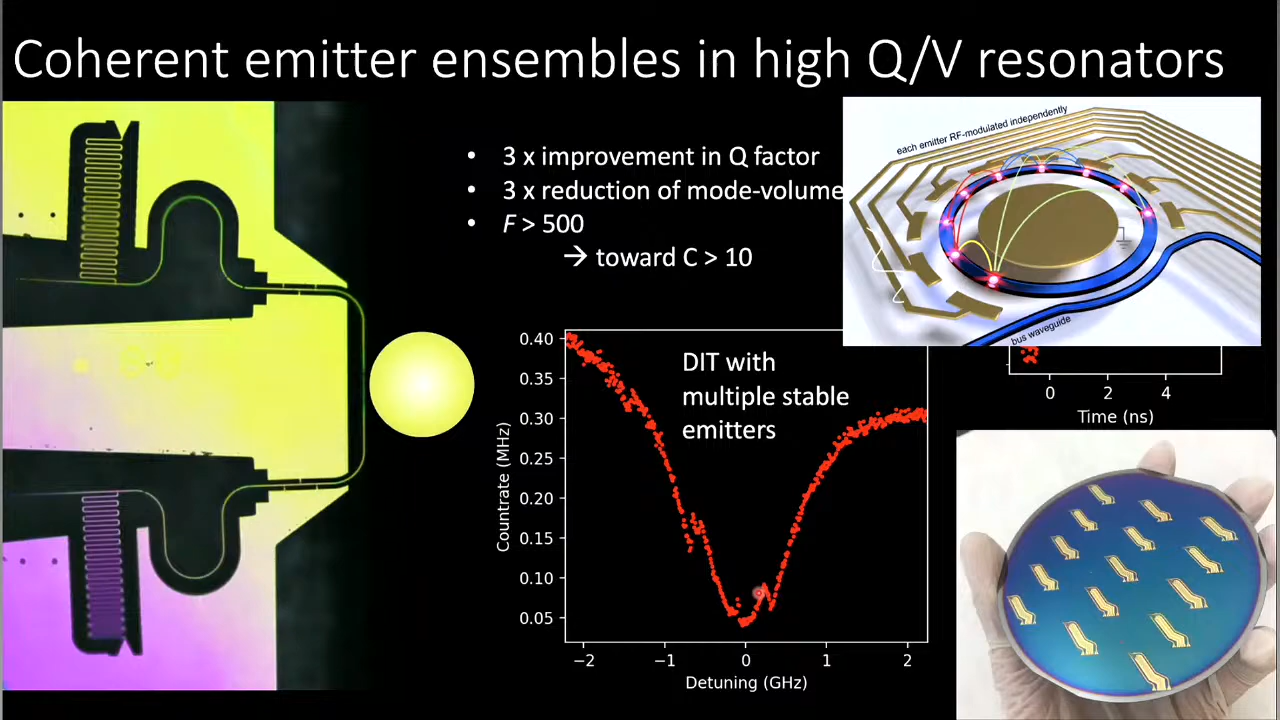 Coherent emitter ensembles in high Q/V resonators
• 3 x improvement in Q factor
• 3 x reduction of mode-volume
• F > 500
→ toward C > 10
each emitter RF-modulated independently
bus waveguide
DIT with
multiple stable
emitters
Countrate (MHz)
0.40
0.35
0.30
0.25
0.20
0.15
0.10
0.05
−2 −1 0 1 2
Detuning (GHz)
0 2 4
Time (ns)